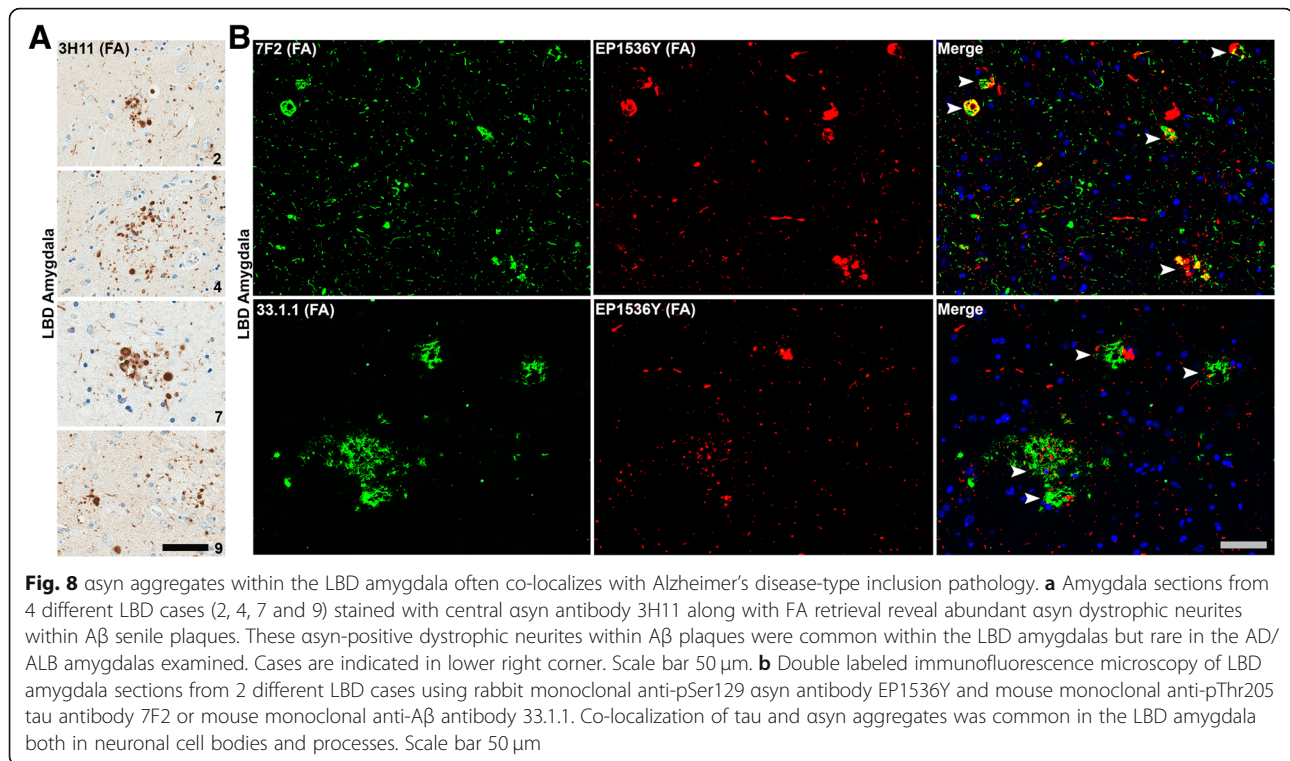 A
B
3H11 (FA)
7F2 (FA)
EP1536Y (FA)
Merge
LBD Amygdala
2
4
7
9
LBD Amygdala
33.1.1 (FA)
EP1536Y (FA)
Merge
Fig. 8 αsyn aggregates within the LBD amygdala often co-localizes with Alzheimer's disease-type inclusion pathology. a Amygdala sections from
4 different LBD cases (2, 4, 7 and 9) stained with central αsyn antibody 3H11 along with FA retrieval reveal abundant αsyn dystrophic neurites
within Aβ senile plaques. These αsyn-positive dystrophic neurites within Aβ plaques were common within the LBD amygdalas but rare in the AD/
ALB amygdalas examined. Cases are indicated in lower right corner. Scale bar 50 μm. b Double labeled immunofluorescence microscopy of LBD
amygdala sections from 2 different LBD cases using rabbit monoclonal anti-pSer129 αsyn antibody EP1536Y and mouse monoclonal anti-pThr205
tau antibody 7F2 or mouse monoclonal anti-Aβ antibody 33.1.1. Co-localization of tau and αsyn aggregates was common in the LBD amygdala
both in neuronal cell bodies and processes. Scale bar 50 μm